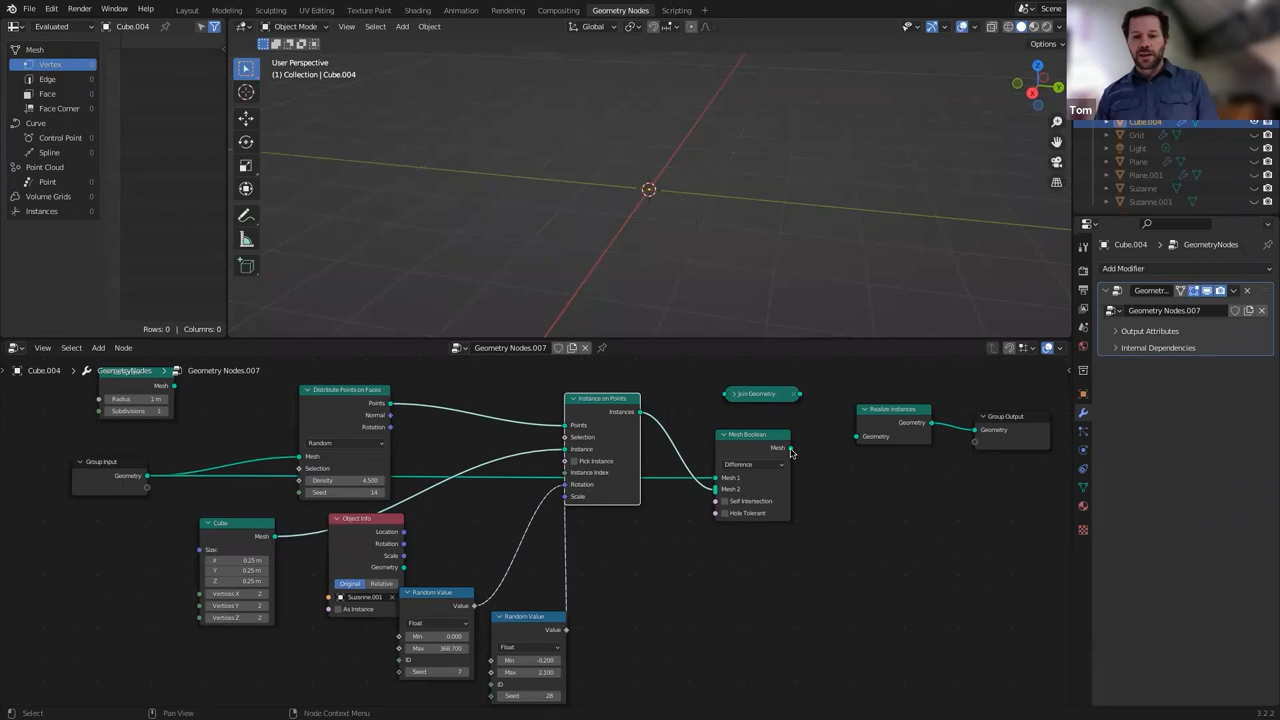 File Edit Render Window Help Layout Modeling Sculpting UV Editing Texture Paint Shading Animation Rendering Compositing Geometry Nodes Scripting + Scene
Evaluated Cube.004 Object Mode View Select Add Object Global
Options
Mesh
Vertex 0
Edge 0
Face 0
Face Corner 0
Curve
Control Point 0
Spline 0
Point Cloud
Point 0
Volume Grids 0
Instances 0
Rows: 0 | Columns: 0
User Perspective
(1) Collection | Cube.004
Z
Y
X
Tom
Cube.004
Grid
Light
Plane
Plane.001
Suzanne
Suzanne.001
Cube.004 > GeometryNodes
Add Modifier
Geometr...
Geometry Nodes.007
Output Attributes
Internal Dependencies
View Select Add Node Geometry Nodes.007
Cube.004 > GeometryNodes > Geometry Nodes.007
Mesh
Radius 1 m
Subdivisions 1
Group Input
Geometry
Distribute Points on Faces
Points
Normal
Rotation
Random
Mesh
Selection
Density 4.500
Seed 14
Cube
Mesh
Size:
X 0.25 m
Y 0.25 m
Z 0.25 m
Vertices X 2
Vertices Y 2
Vertices Z 2
Object Info
Location
Rotation
Scale
Geometry
Original Relative
Suzanne.001
As Instance
Random Value
Value
Float
Min 0.000
Max 368.700
ID
Seed 7
Random Value
Value
Float
Min -0.200
Max 2.100
ID
Seed 28
Instance on Points
Instances
Points
Selection
Instance
Pick Instance
Instance Index
Rotation
Scale
Join Geometry
Mesh Boolean
Mesh
Difference
Mesh 1
Mesh 2
Self Intersection
Hole Tolerant
Realize Instances
Geometry
Geometry
Group Output
Geometry
Select Pan View Node Context Menu 3.2.2